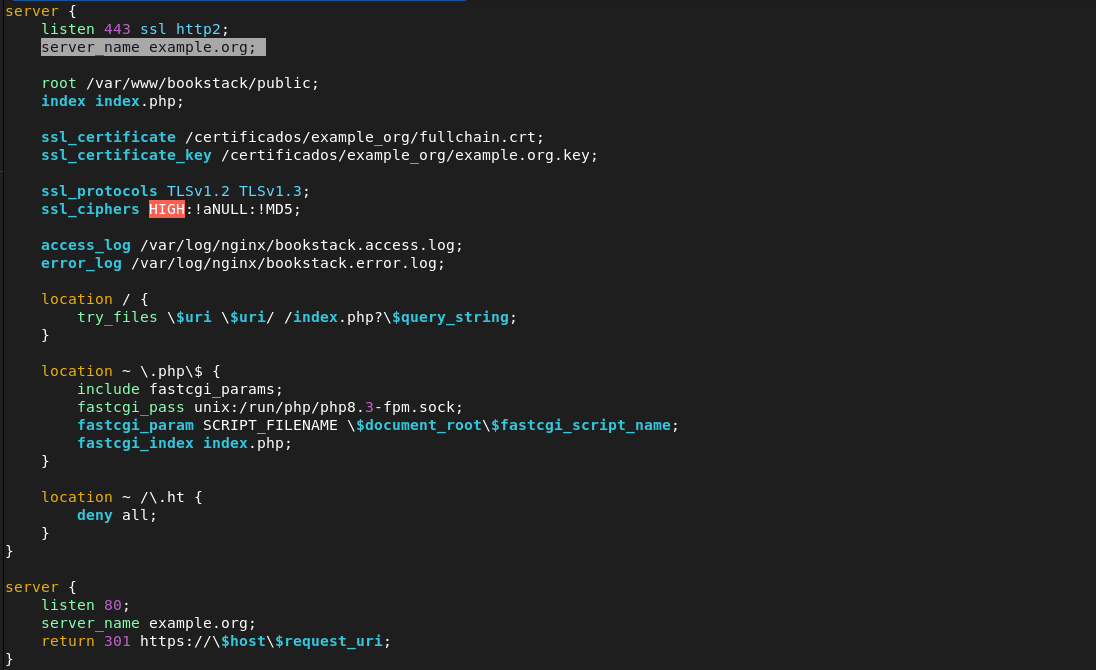 server {
    listen 443 ssl http2;
    server_name example.org;
    root /var/www/bookstack/public;
    index index.php;
    ssl_certificate /certificados/example_org/fullchain.crt;
    ssl_certificate_key /certificados/example_org/example.org.key;
    ssl_protocols TLSv1.2 TLSv1.3;
    ssl_ciphers HIGH:!aNULL:!MD5;
    access_log /var/log/nginx/bookstack.access.log;
    error_log /var/log/nginx/bookstack.error.log;
    location / {
        try_files \$uri \$uri/ /index.php?\$query_string;
    }
    location ~ \.php\$ {
        include fastcgi_params;
        fastcgi_pass unix:/run/php/php8.3-fpm.sock;
        fastcgi_param SCRIPT_FILENAME \$document_root\$fastcgi_script_name;
        fastcgi_index index.php;
    }
    location ~ /\.ht {
        deny all;
    }
}
server {
    listen 80;
    server_name example.org;
    return 301 https://\$host\$request_uri;
}